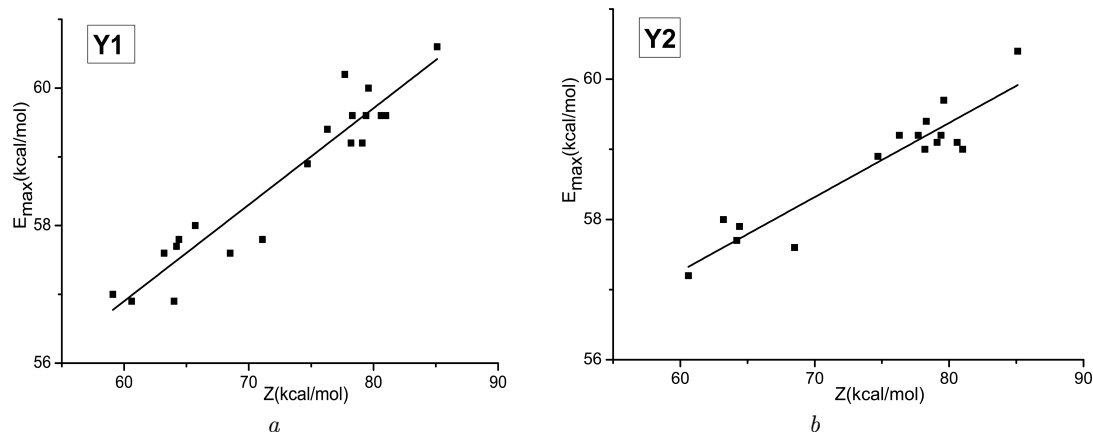 Y1
60
58
56
E_max(kcal/mol)
60 70 80 90
Z(kcal/mol)
a
Y2
60
58
56
E_max(kcal/mol)
60 70 80 90
Z(kcal/mol)
b